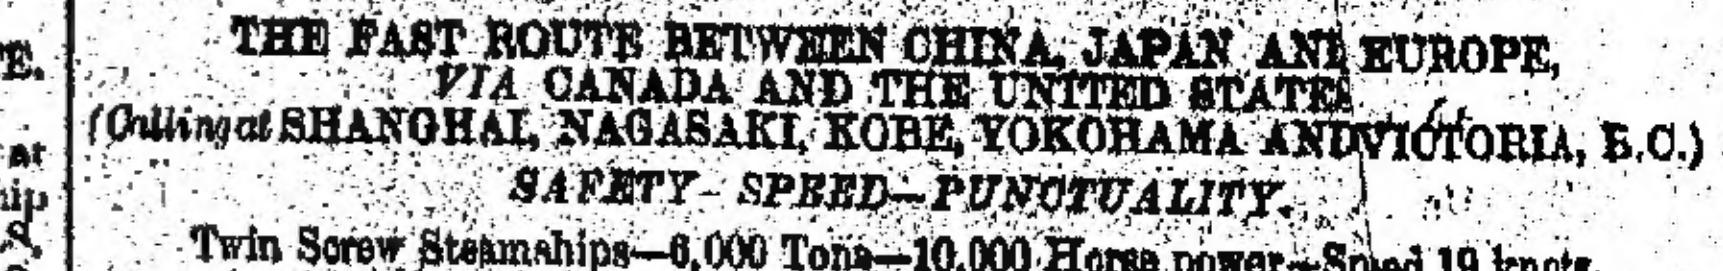 THE FAST ROUTE BETWEEN CHINA, JAPAN AND EUROPE,
VIA CANADA AND THE UNITED STATES
(Calling at SHANGHAI, NAGASAKI, KOBE, YOKOHAMA AND VICTORIA, B.C.)
SAFETY—SPEED—PUNCTUALITY.
Twin Screw Steamships—6,000 Tons—10,000 Horse power—Speed 19 knots.
E.
at
hip